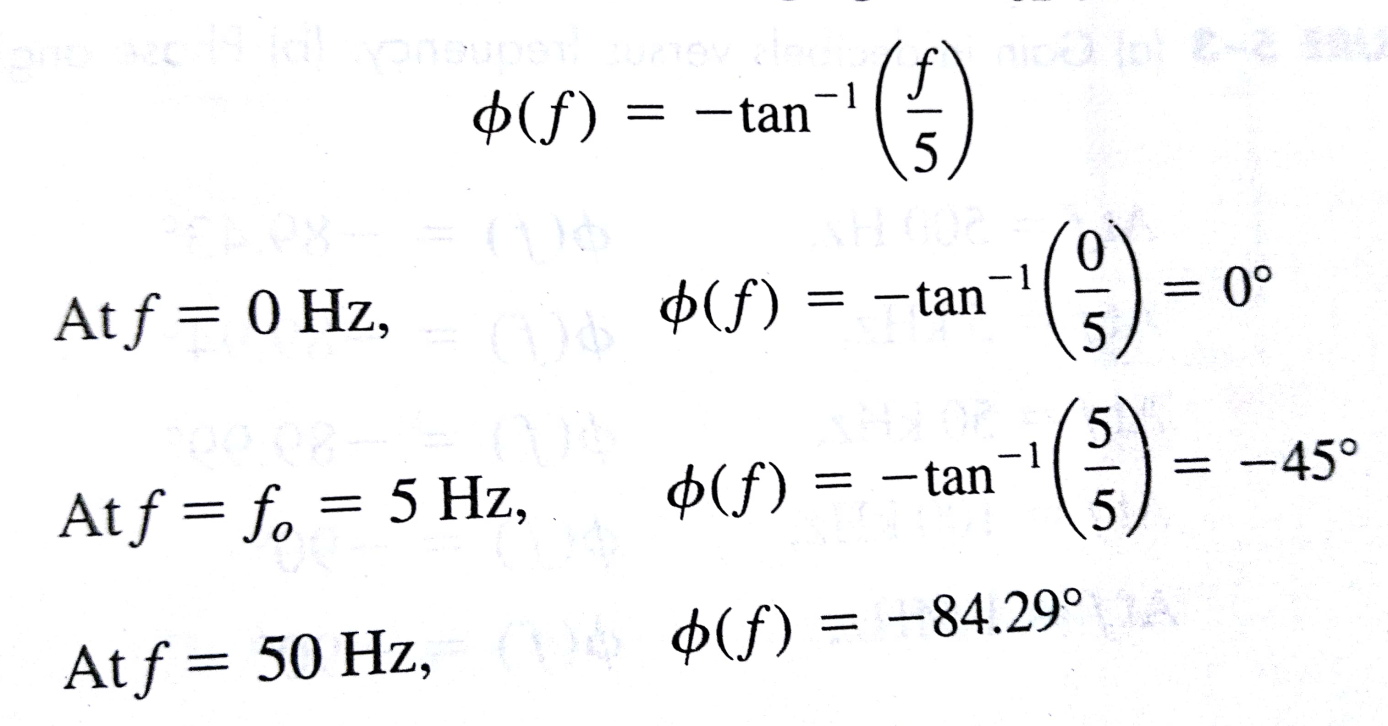 ϕ(f) = −tan⁻¹(f/5)
At f = 0 Hz, ϕ(f) = −tan⁻¹(0/5) = 0°
At f = fₒ = 5 Hz, ϕ(f) = −tan⁻¹(5/5) = −45°
At f = 50 Hz, ϕ(f) = −84.29°